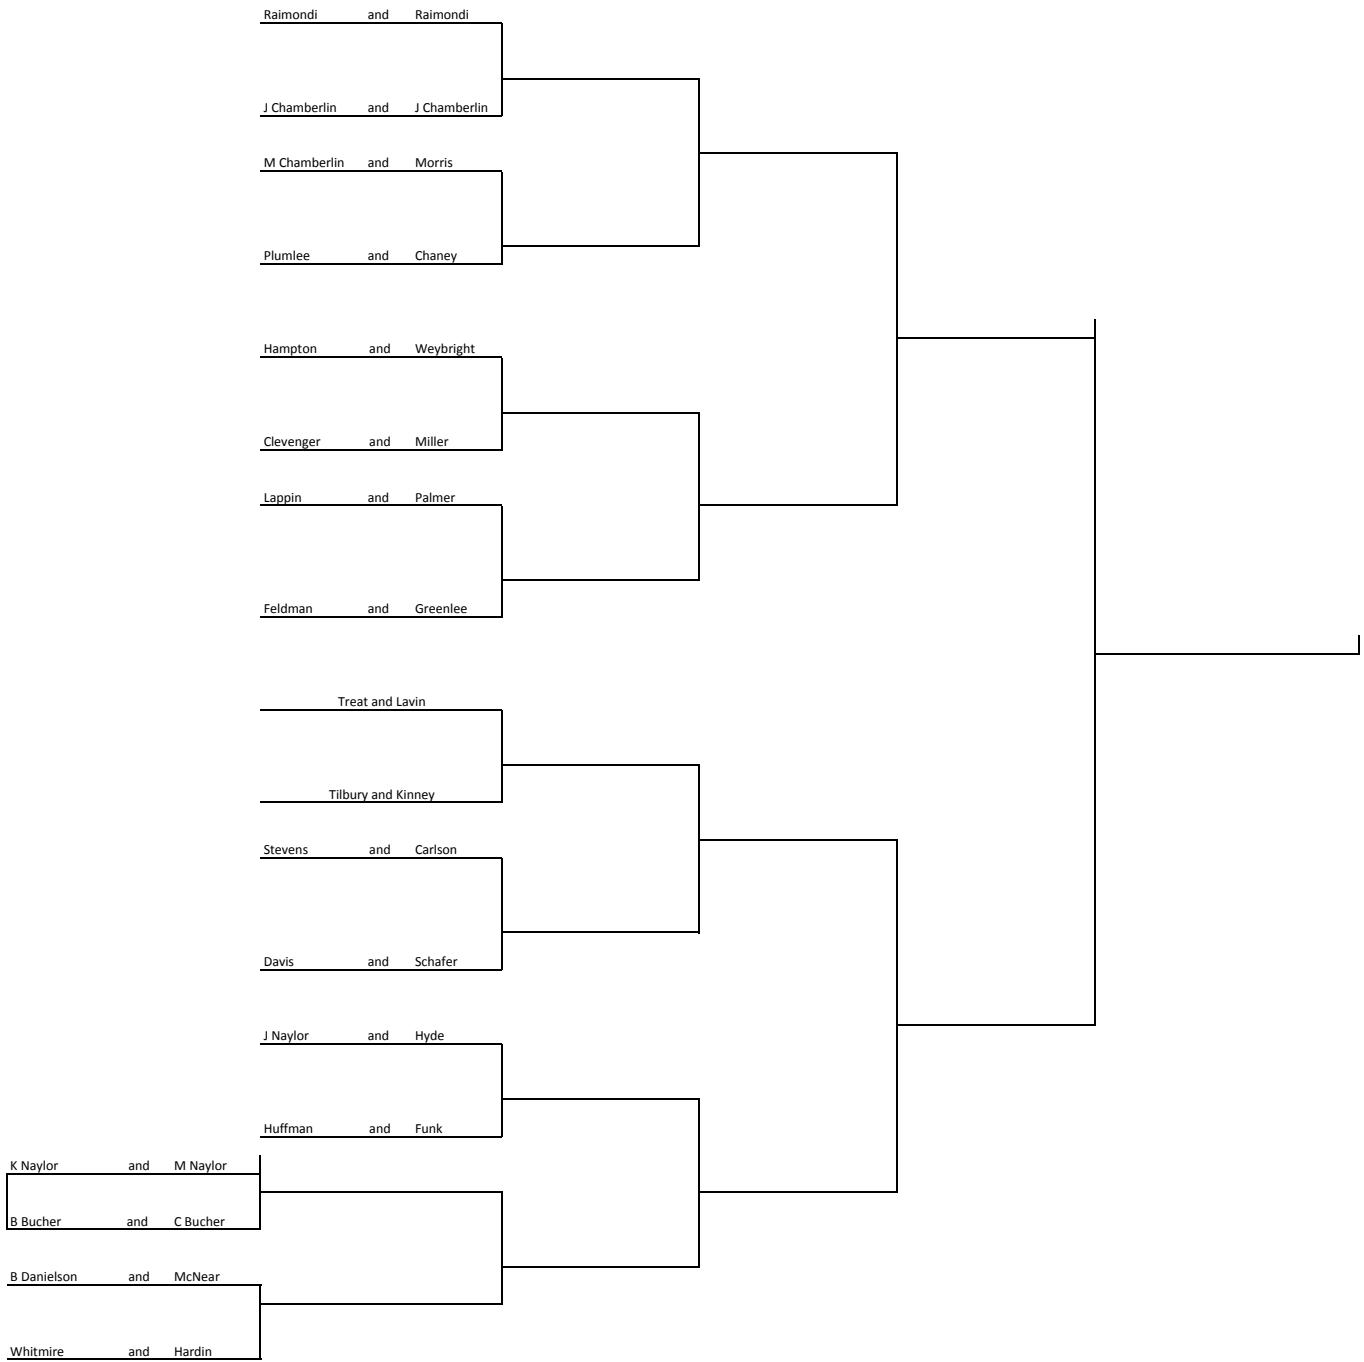 Raimondi and Raimondi
J Chamberlin and J Chamberlin
M Chamberlin and Morris
Plumlee and Chaney
Hampton and Weybright
Clevenger and Miller
Lappin and Palmer
Feldman and Greenlee
Treat and Lavin
Tilbury and Kinney
Stevens and Carlson
Davis and Schafer
J Naylor and Hyde
Huffman and Funk
K Naylor and M Naylor
B Bucher and C Bucher
B Danielson and McNear
Whitmire and Hardin